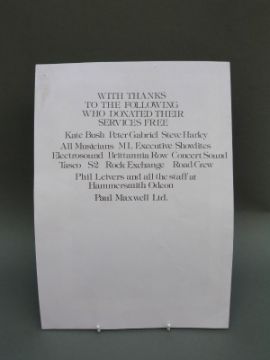 WITH THANKS
TO THE FOLLOWING
WHO DONATED THEIR
SERVICES FREE
Kate Bush Peter Gabriel Steve Harley
All Musicians ML Executive Showlites
Electrosound Brittannia Row Concert Sound
Tasco S2 Rock Exchange Road Crew
Phil Leivers and all the staff at
Hammersmith Odeon
Paul Maxwell Ltd.